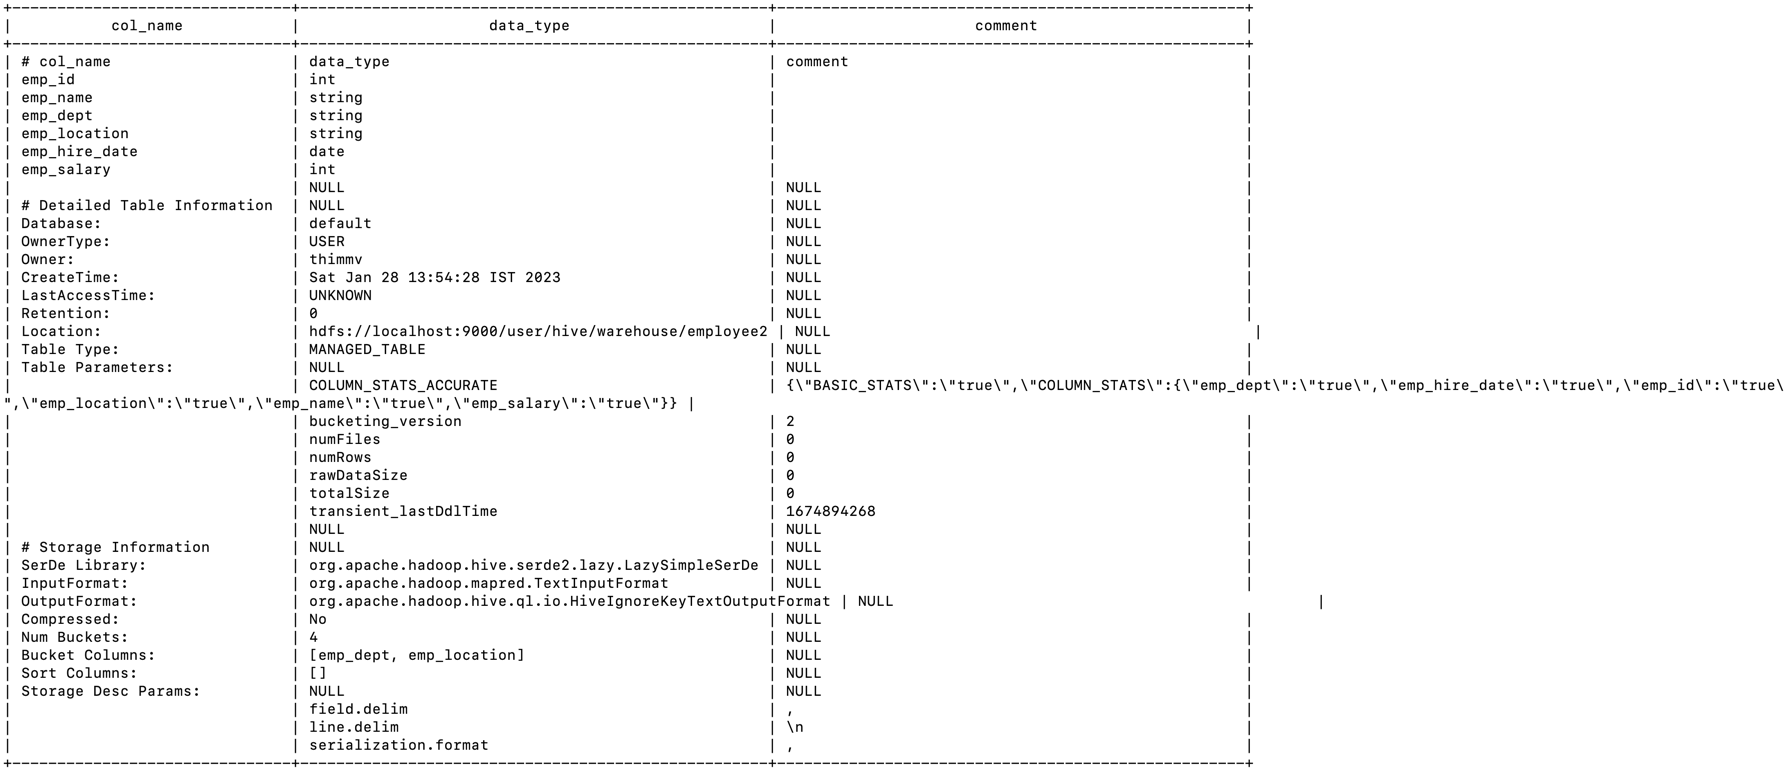 +--------------------------------+-----------------------------------------------------+-----------------------------------------------------+
|            col_name            |                      data_type                      |                       comment                       |
+--------------------------------+-----------------------------------------------------+-----------------------------------------------------+
| # col_name                     | data_type                                           | comment                                             |
| emp_id                         | int                                                 |                                                     |
| emp_name                       | string                                              |                                                     |
| emp_dept                       | string                                              |                                                     |
| emp_location                   | string                                              |                                                     |
| emp_hire_date                  | date                                                |                                                     |
| emp_salary                     | int                                                 |                                                     |
|                                | NULL                                                | NULL                                                |
| # Detailed Table Information   | NULL                                                | NULL                                                |
| Database:                      | default                                             | NULL                                                |
| OwnerType:                     | USER                                                | NULL                                                |
| Owner:                         | thimmv                                              | NULL                                                |
| CreateTime:                    | Sat Jan 28 13:54:28 IST 2023                        | NULL                                                |
| LastAccessTime:                | UNKNOWN                                             | NULL                                                |
| Retention:                     | 0                                                   | NULL                                                |
| Location:                      | hdfs://localhost:9000/user/hive/warehouse/employee2 | NULL                                                |
| Table Type:                    | MANAGED_TABLE                                       | NULL                                                |
| Table Parameters:              | NULL                                                | NULL                                                |
|                                | COLUMN_STATS_ACCURATE                               | {\"BASIC_STATS\":\"true\",\"COLUMN_STATS\":{\"emp_dept\":\"true\",\"emp_hire_date\":\"true\",\"emp_id\":\"true\
",\"emp_location\":\"true\",\"emp_name\":\"true\",\"emp_salary\":\"true\"}} |
|                                | bucketing_version                                   | 2                                                   |
|                                | numFiles                                            | 0                                                   |
|                                | numRows                                             | 0                                                   |
|                                | rawDataSize                                         | 0                                                   |
|                                | totalSize                                           | 0                                                   |
|                                | transient_lastDdlTime                               | 1674894268                                          |
|                                | NULL                                                | NULL                                                |
| # Storage Information          | NULL                                                | NULL                                                |
| SerDe Library:                 | org.apache.hadoop.hive.serde2.lazy.LazySimpleSerDe  | NULL                                                |
| InputFormat:                   | org.apache.hadoop.mapred.TextInputFormat            | NULL                                                |
| OutputFormat:                  | org.apache.hadoop.hive.ql.io.HiveIgnoreKeyTextOutputFormat | NULL                                                |
| Compressed:                    | No                                                  | NULL                                                |
| Num Buckets:                   | 4                                                   | NULL                                                |
| Bucket Columns:                | [emp_dept, emp_location]                            | NULL                                                |
| Sort Columns:                  | []                                                  | NULL                                                |
| Storage Desc Params:           | NULL                                                | NULL                                                |
|                                | field.delim                                         | ,                                                   |
|                                | line.delim                                          | \n                                                  |
|                                | serialization.format                                | ,                                                   |
+--------------------------------+-----------------------------------------------------+-----------------------------------------------------+